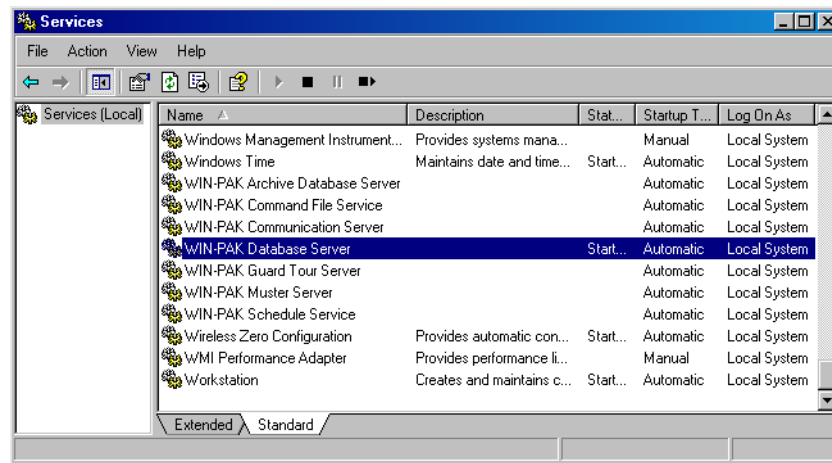 Services
File Action View Help
Services (Local)
Name Description Stat... Startup T... Log On As
Windows Management Instrument... Provides systems mana... Manual Local System
Windows Time Maintains date and time... Start... Automatic Local System
WIN-PAK Archive Database Server Automatic Local System
WIN-PAK Command File Service Automatic Local System
WIN-PAK Communication Server Automatic Local System
WIN-PAK Database Server Start... Automatic Local System
WIN-PAK Guard Tour Server Automatic Local System
WIN-PAK Muster Server Automatic Local System
WIN-PAK Schedule Service Automatic Local System
Wireless Zero Configuration Provides automatic con... Start... Automatic Local System
WMI Performance Adapter Provides performance li... Manual Local System
Workstation Creates and maintains c... Start... Automatic Local System
Extended Standard